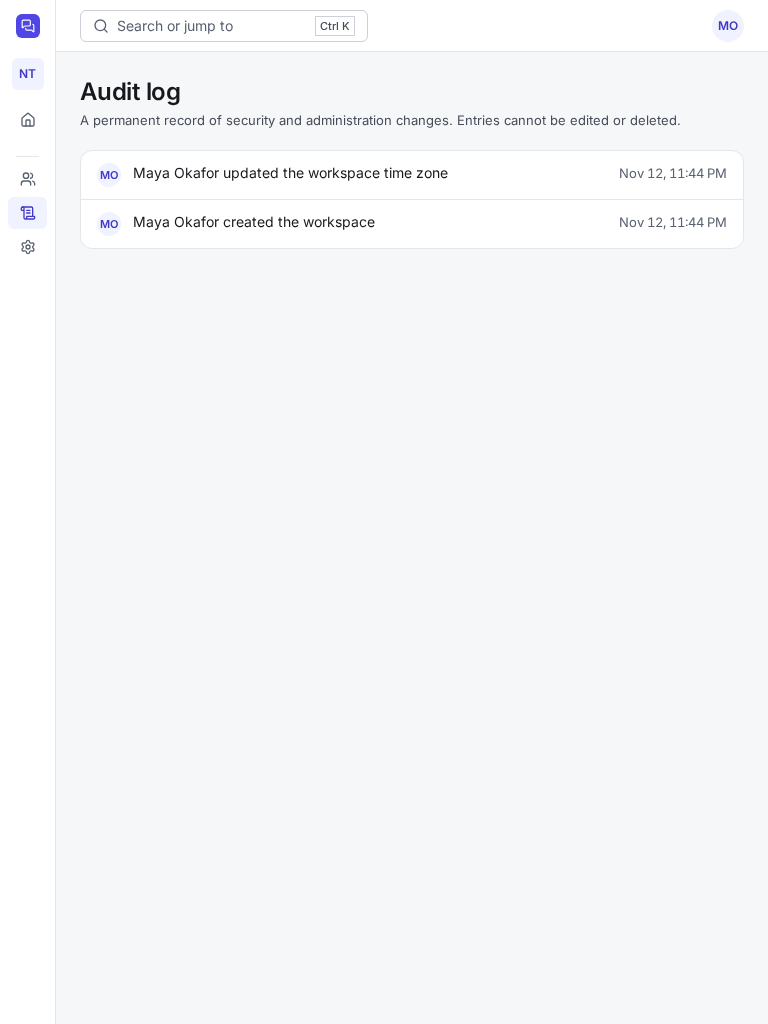 Search or jump to Ctrl K MO
NT
Audit log
A permanent record of security and administration changes. Entries cannot be edited or deleted.
MO Maya Okafor updated the workspace time zone Nov 12, 11:44 PM
MO Maya Okafor created the workspace Nov 12, 11:44 PM